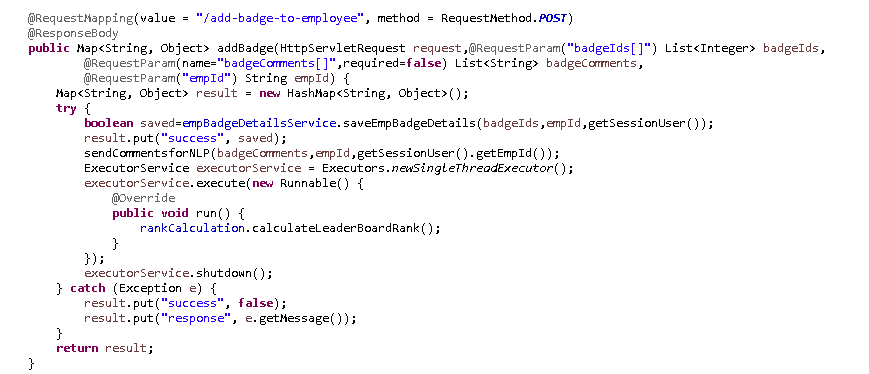 @RequestMapping(value = "/add-badge-to-employee", method = RequestMethod.POST)
@ResponseBody
public Map<String, Object> addBadge(HttpServletRequest request,@RequestParam("badgeIds[]") List<Integer> badgeIds,
        @RequestParam(name="badgeComments[]",required=false) List<String> badgeComments,
        @RequestParam("empId") String empId) {
    Map<String, Object> result = new HashMap<String, Object>();
    try {
        boolean saved=empBadgeDetailsService.saveEmpBadgeDetails(badgeIds,empId,getSessionUser());
        result.put("success", saved);
        sendCommentsforNLP(badgeComments,empId,getSessionUser().getEmpId());
        ExecutorService executorService = Executors.newSingleThreadExecutor();
        executorService.execute(new Runnable() {
            @Override
            public void run() {
                rankCalculation.calculateLeaderBoardRank();
            }
        });
        executorService.shutdown();
    } catch (Exception e) {
        result.put("success", false);
        result.put("response", e.getMessage());
    }
    return result;
}